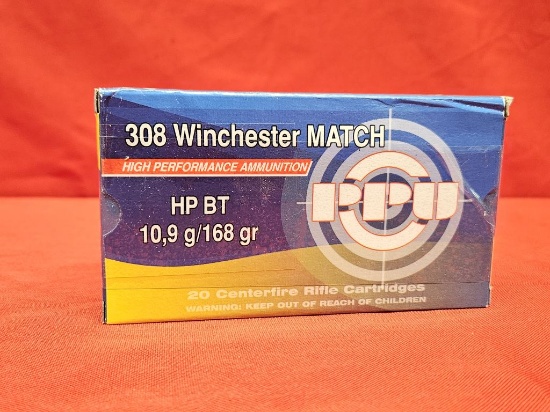 308 Winchester MATCH
HIGH PERFORMANCE AMMUNITION
HP BT
10,9 g/168 gr
PPU
20 Centerfire Rifle Cartridges
WARNING: KEEP OUT OF REACH OF CHILDREN